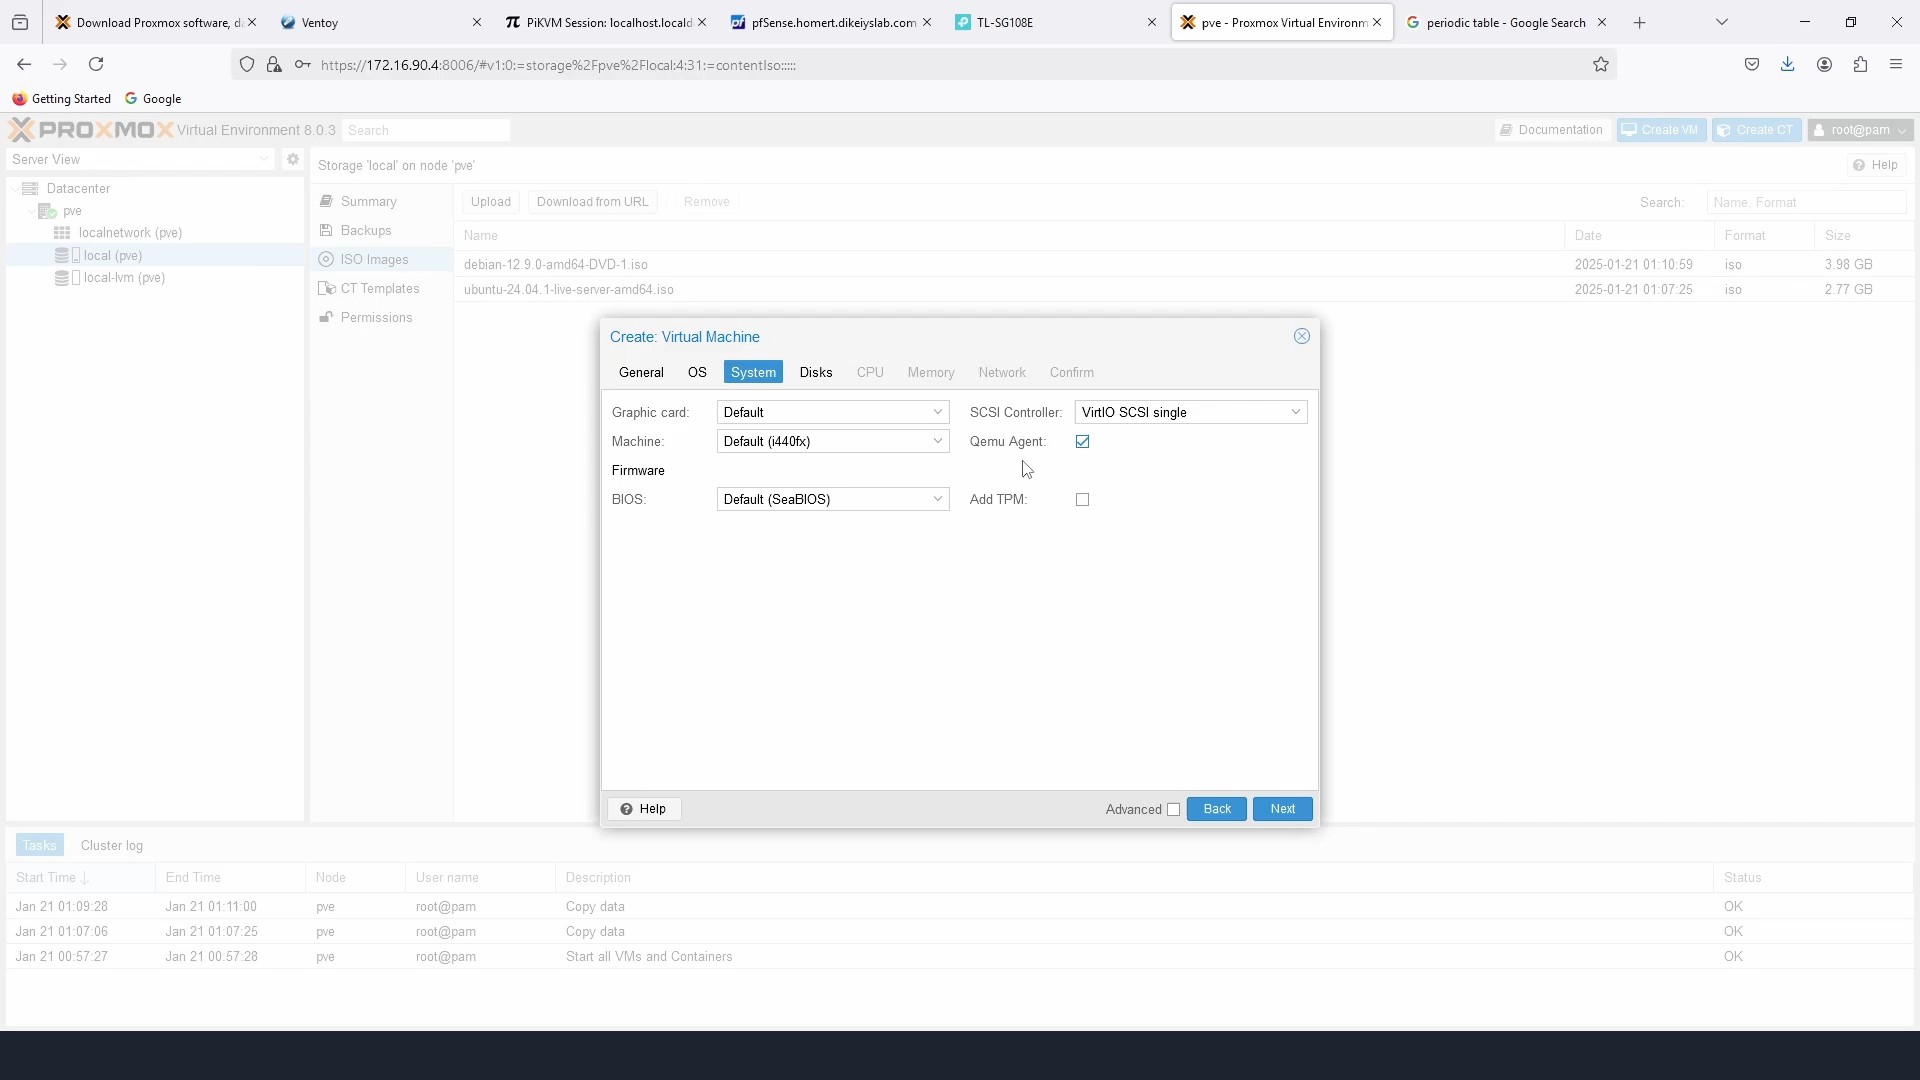 Download Proxmox software, da
Ventoy
PiKVM Session: localhost.locald
pfSense.homert.dikeiyslab.com
TL-SG108E
pve - Proxmox Virtual Environm
periodic table - Google Search
https://172.16.90.4:8006/#v1:0:=storage%2Fpve%2Flocal:4:31:=contentIso:::::
Getting Started
Google
PROXMOX Virtual Environment 8.0.3
Search
Documentation
Create VM
Create CT
root@pam
Server View
Storage 'local' on node 'pve'
Help
Datacenter
pve
localnetwork (pve)
local (pve)
local-lvm (pve)
Summary
Backups
ISO Images
CT Templates
Permissions
Upload
Download from URL
Remove
Search:
Name, Format
Name
Date
Format
Size
debian-12.9.0-amd64-DVD-1.iso
2025-01-21 01:10:59
iso
3.98 GB
ubuntu-24.04.1-live-server-amd64.iso
2025-01-21 01:07:25
iso
2.77 GB
Create: Virtual Machine
General
OS
System
Disks
CPU
Memory
Network
Confirm
Graphic card:
Default
SCSI Controller:
VirtIO SCSI single
Machine:
Default (i440fx)
Qemu Agent:
Firmware
BIOS:
Default (SeaBIOS)
Add TPM:
Help
Advanced
Back
Next
Tasks
Cluster log
Start Time
End Time
Node
User name
Description
Status
Jan 21 01:09:28
Jan 21 01:11:00
pve
root@pam
Copy data
OK
Jan 21 01:07:06
Jan 21 01:07:25
pve
root@pam
Copy data
OK
Jan 21 00:57:27
Jan 21 00:57:28
pve
root@pam
Start all VMs and Containers
OK